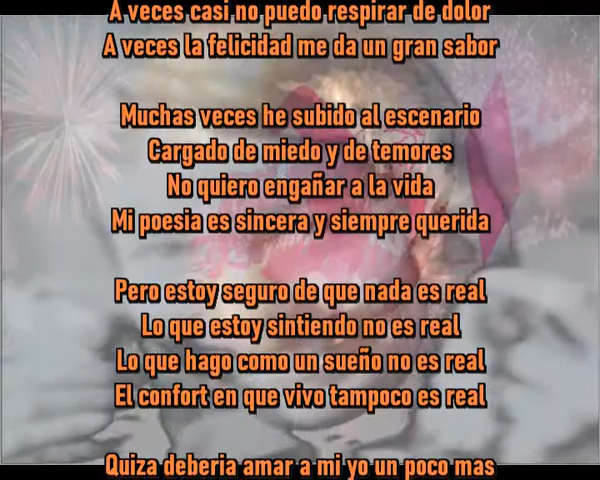 A veces casi no puedo respirar de dolor
A veces la felicidad me da un gran sabor
Muchas veces he subido al escenario
Cargado de miedo y de temores
No quiero engañar a la vida
Mi poesia es sincera y siempre querida
Pero estoy seguro de que nada es real
Lo que estoy sintiendo no es real
Lo que hago como un sueño no es real
El confort en que vivo tampoco es real
Quiza deberia amar a mi yo un poco mas